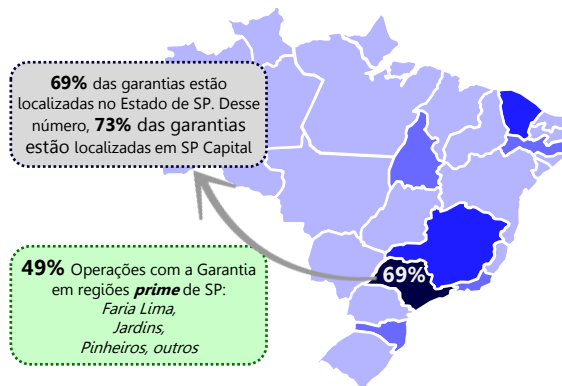 69% das garantias estão
localizadas no Estado de SP. Desse
número, 73% das garantias
estão localizadas em SP Capital
69%
49% Operações com a Garantia
em regiões prime de SP:
Faria Lima,
Jardins,
Pinheiros, outros